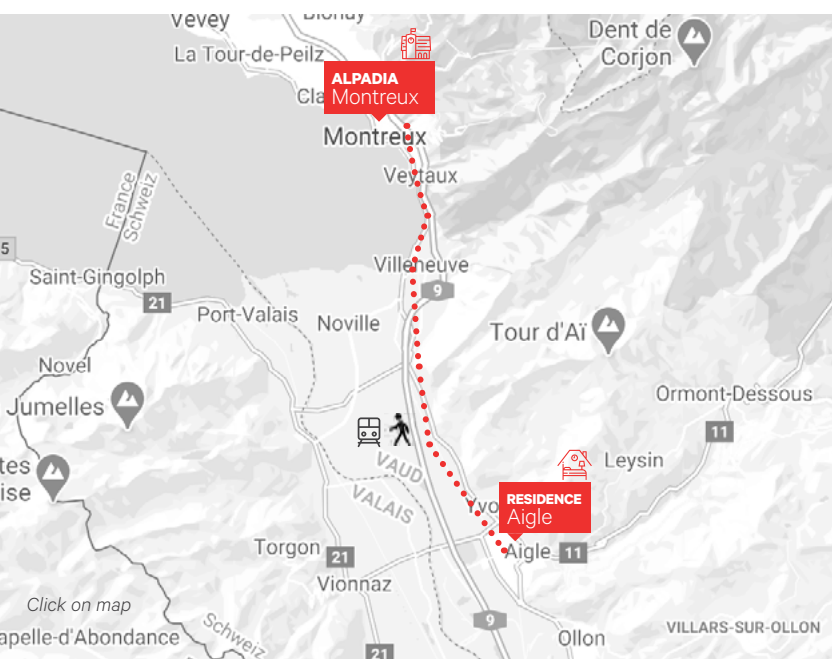 Vevey
Blonay
Dent de
Corjon
La Tour-de-Peilz
ALPADIA
Montreux
Montreux
Veytaux
France
Schweiz
5
Villeneuve
Saint-Gingolph
9
21
Port-Valais
Noville
Tour d'Aï
Novel
Ormont-Dessous
Jumelles
11
Leysin
VAUD
VALAIS
RESIDENCE
Aigle
Torgon
21
Aigle
11
Vionnaz
Click on map
9
Schweiz
VILLARS-SUR-OLLON
Ollon
21